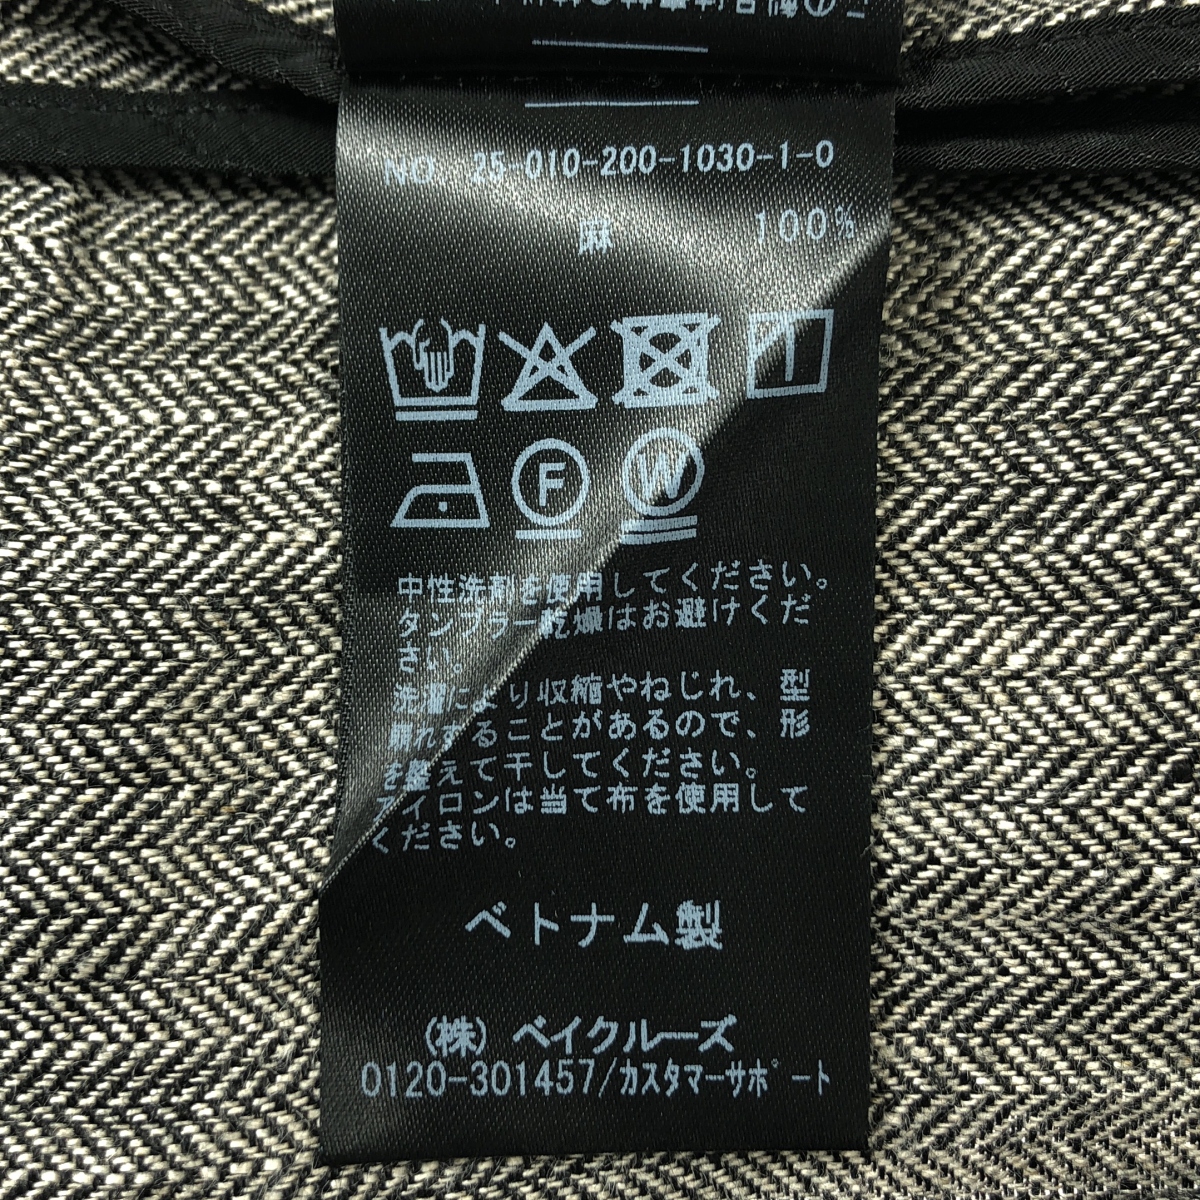 NO. 25-010-200-1030-1-0
麻 100%
F W
中性洗剤を使用してください。
タンブラー乾燥はお避けくだ
さい。
洗濯により収縮やねじれ、型
崩れすることがあるので、形
を整えて干してください。
アイロンは当て布を使用して
ください。
ベトナム製
(株) ベイクルーズ
0120-301457/カスタマーサポート